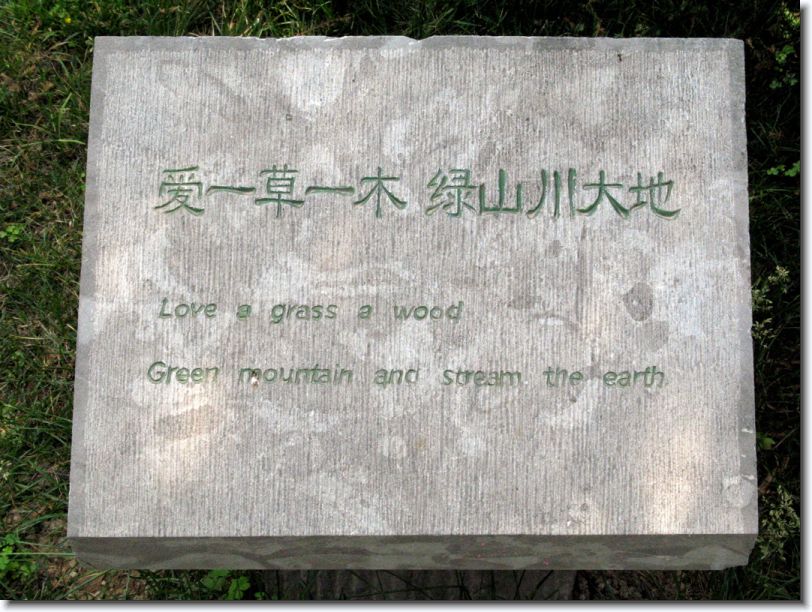 爱一草一木 绿山川大地
Love a grass a wood
Green mountain and stream the earth